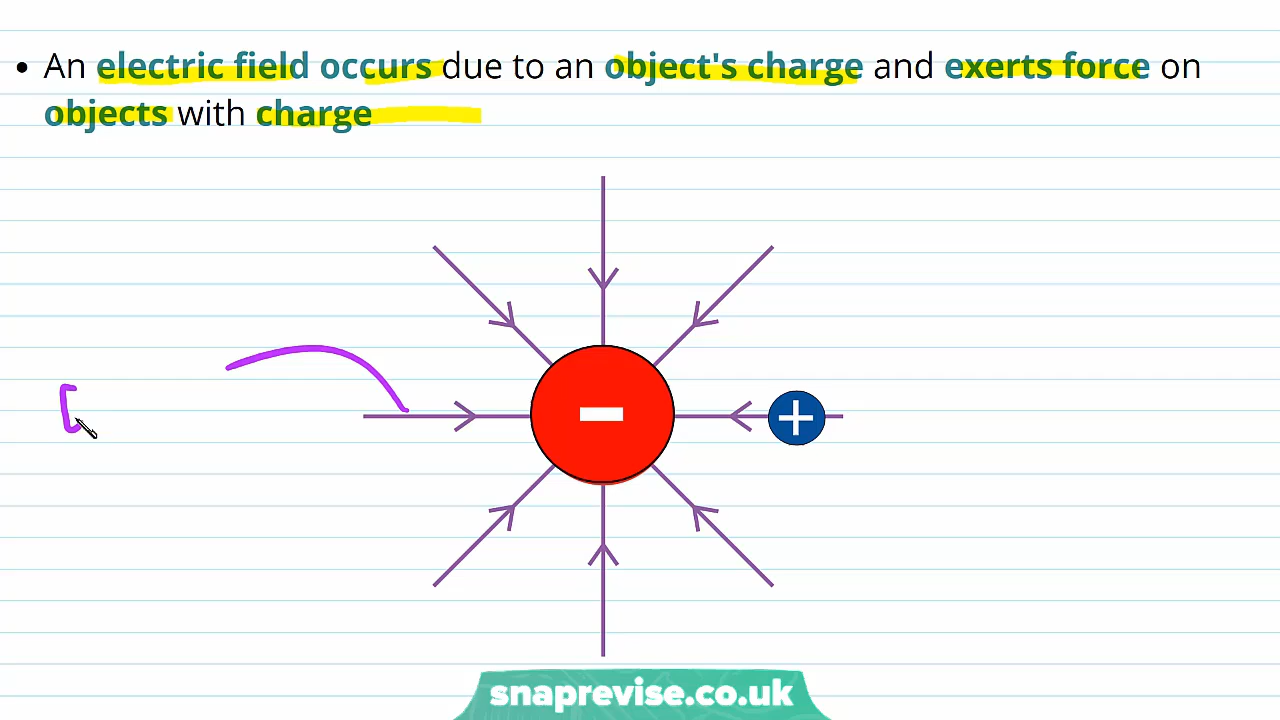 • An electric field occurs due to an object's charge and exerts force on
objects with charge
−
+
snaprevise.co.uk